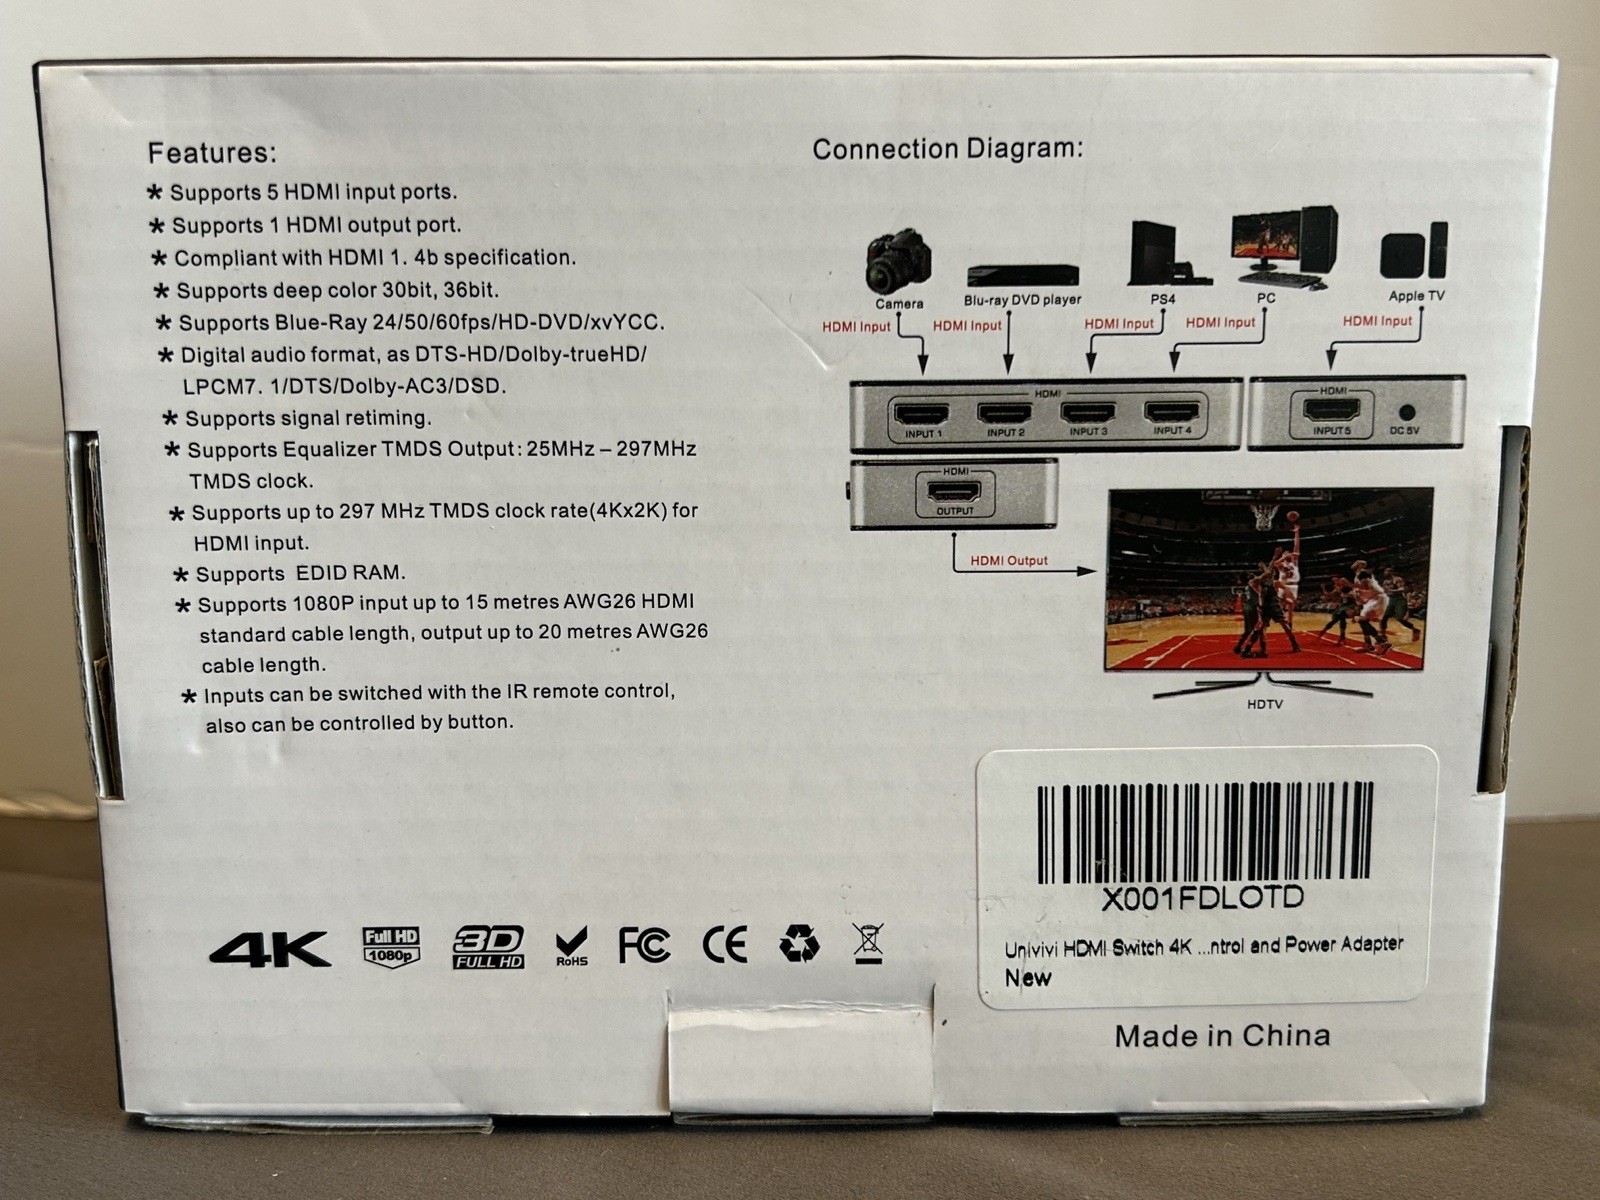 Features:
* Supports 5 HDMI input ports.
* Supports 1 HDMI output port.
* Compliant with HDMI 1. 4b specification.
* Supports deep color 30bit, 36bit.
* Supports Blue-Ray 24/50/60fps/HD-DVD/xvYCC.
* Digital audio format, as DTS-HD/Dolby-trueHD/
LPCM7. 1/DTS/Dolby-AC3/DSD.
* Supports signal retiming.
* Supports Equalizer TMDS Output: 25MHz – 297MHz
TMDS clock.
* Supports up to 297 MHz TMDS clock rate(4Kx2K) for
HDMI input.
* Supports EDID RAM.
* Supports 1080P input up to 15 metres AWG26 HDMI
standard cable length, output up to 20 metres AWG26
cable length.
* Inputs can be switched with the IR remote control,
also can be controlled by button.
Connection Diagram:
Camera
Blu-ray DVD player
PS4
PC
Apple TV
HDMI Input
HDMI Input
HDMI Input
HDMI Input
HDMI Input
HDMI
INPUT 1
INPUT 2
INPUT 3
INPUT 4
HDMI
INPUT 5
DC 5V
HDMI
OUTPUT
HDMI Output
HDTV
4K
Full HD
1080p
3D
FULL HD
RoHS
FC
CE
X001FDLOTD
Univivi HDMI Switch 4K ...ntrol and Power Adapter
New
Made in China